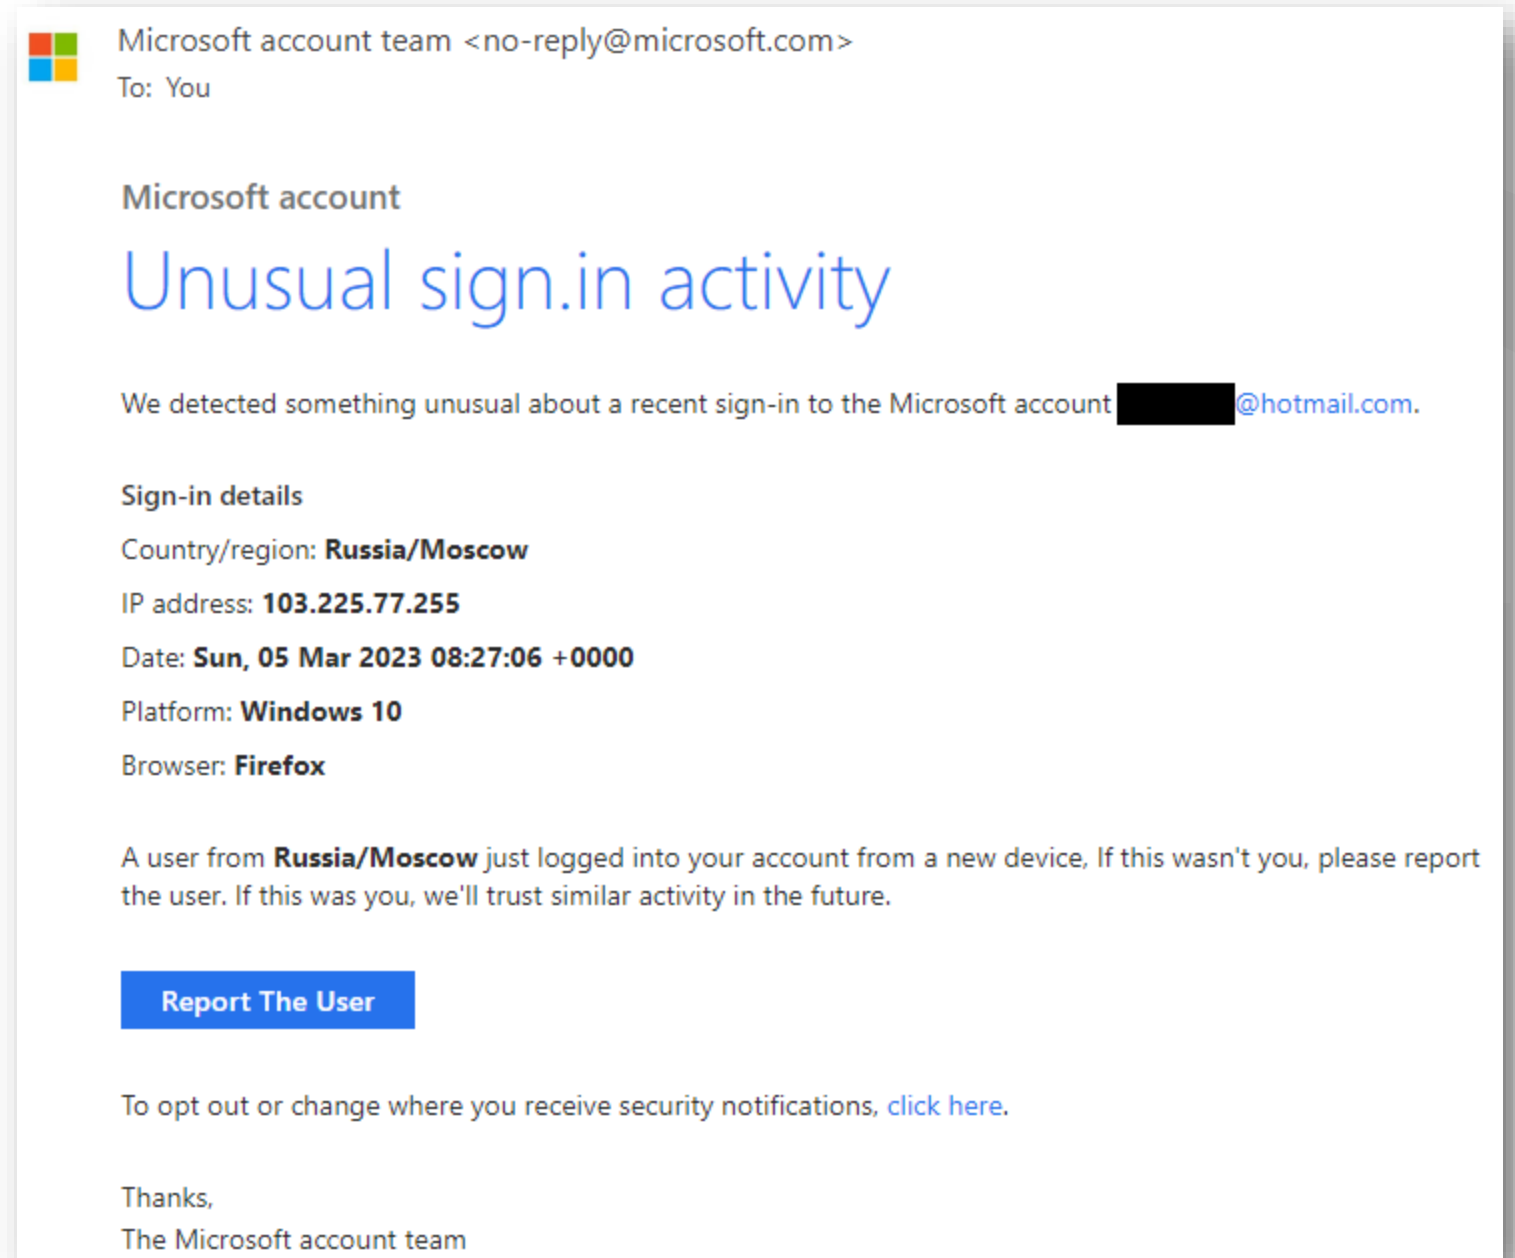 Microsoft account team <no-reply@microsoft.com>
To: You
Microsoft account
Unusual sign.in activity
We detected something unusual about a recent sign-in to the Microsoft account @hotmail.com.
Sign-in details
Country/region: Russia/Moscow
IP address: 103.225.77.255
Date: Sun, 05 Mar 2023 08:27:06 +0000
Platform: Windows 10
Browser: Firefox
A user from Russia/Moscow just logged into your account from a new device, If this wasn't you, please report
the user. If this was you, we'll trust similar activity in the future.
Report The User
To opt out or change where you receive security notifications, click here.
Thanks,
The Microsoft account team